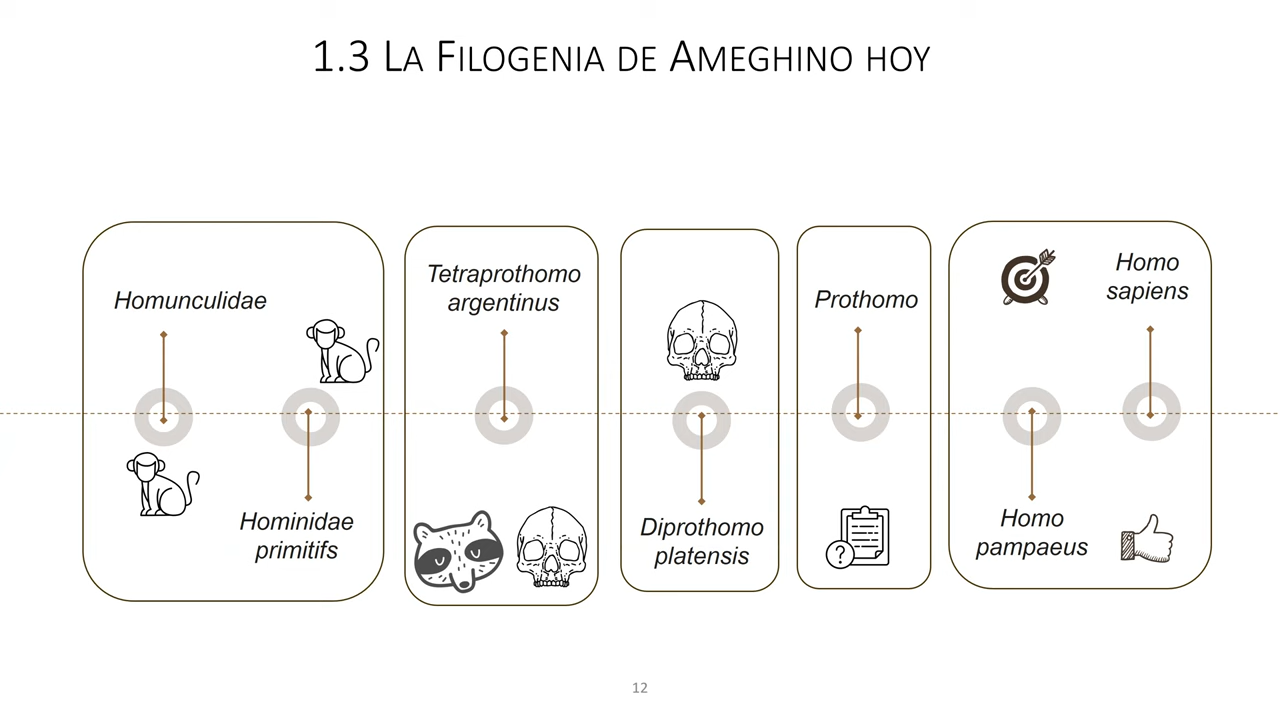 1.3 La Filogenia de Ameghino hoy
Homunculidae
Hominidae
primitifs
Tetraprothomo
argentinus
Diprothomo
platensis
Prothomo
?
Homo
pampaeus
Homo
sapiens
12